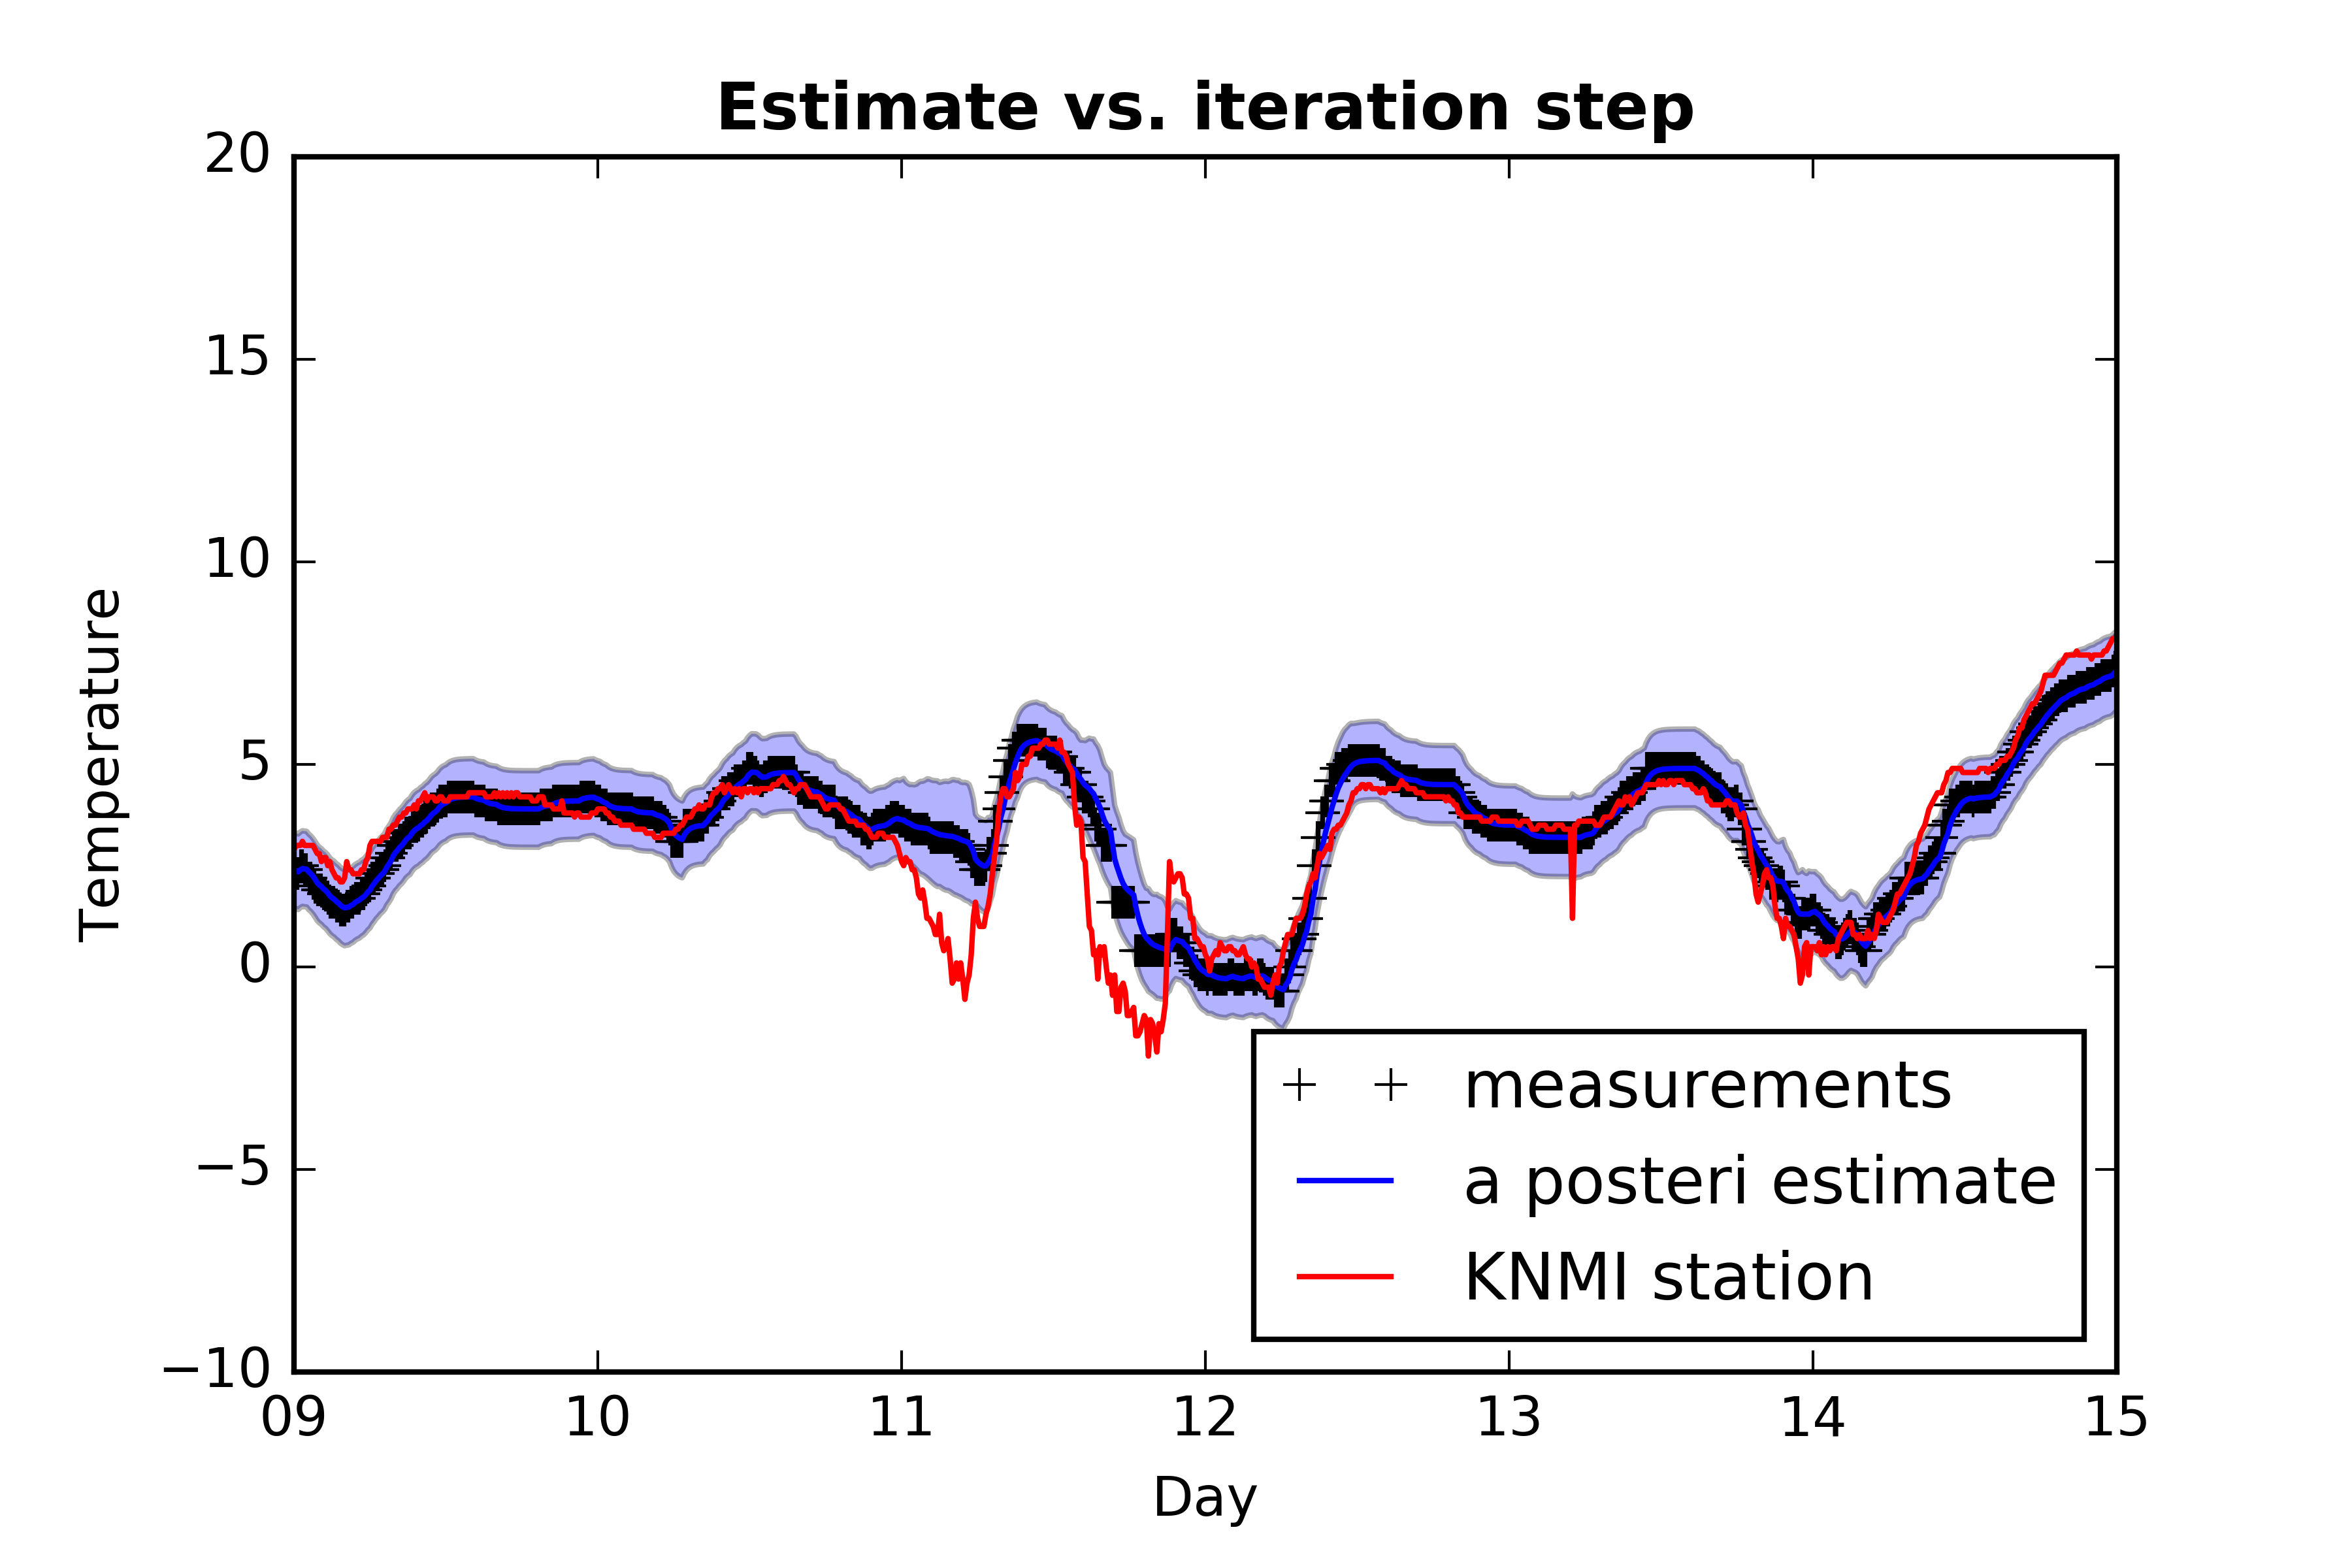 Estimate vs. iteration step
20
15
10
5
0
−5
−10
Temperature
measurements
a posteri estimate
KNMI station
09 10 11 12 13 14 15
Day